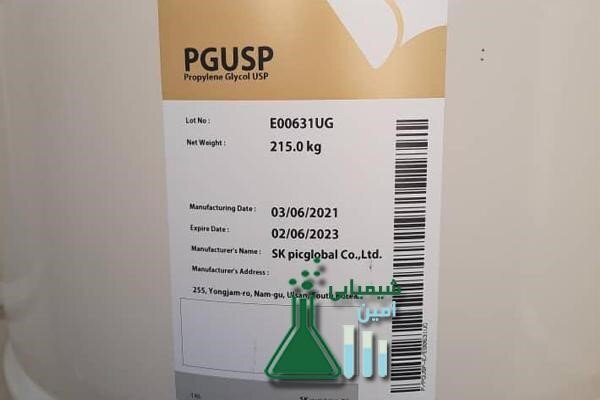 PGUSP
Propylene Glycol USP
Lot No : E00631UG
Net Weight : 215.0 kg
Manufacturing Date : 03/06/2021
Expire Date : 02/06/2023
Manufacturer's Name : SK picglobal Co.,Ltd.
Manufacturer's Address :
255, Yongjam-ro, Nam-gu, Ulsan, South Korea
شیمیایی
امین